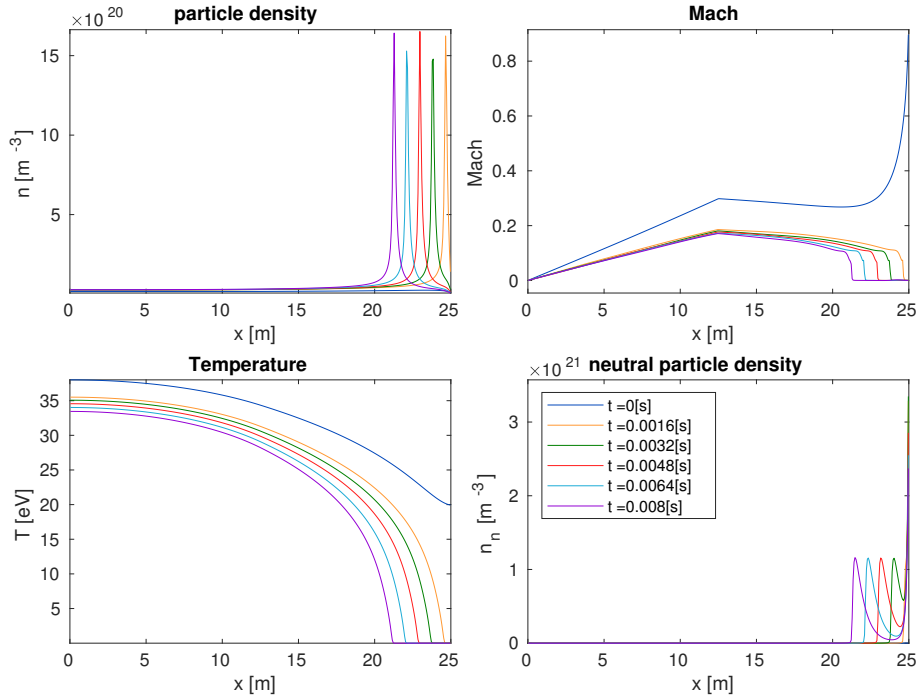 × 10^20
particle density
15
10
5
n [m^-3]
0
5
10
15
20
25
x [m]
Mach
0.8
0.6
0.4
0.2
0
Mach
0
5
10
15
20
25
x [m]
Temperature
35
30
25
20
15
10
5
T [eV]
0
5
10
15
20
25
x [m]
×10^21
neutral particle density
3
2
1
0
n_n [m^-3]
t =0[s]
t =0.0016[s]
t =0.0032[s]
t =0.0048[s]
t =0.0064[s]
t =0.008[s]
0
5
10
15
20
25
x [m]